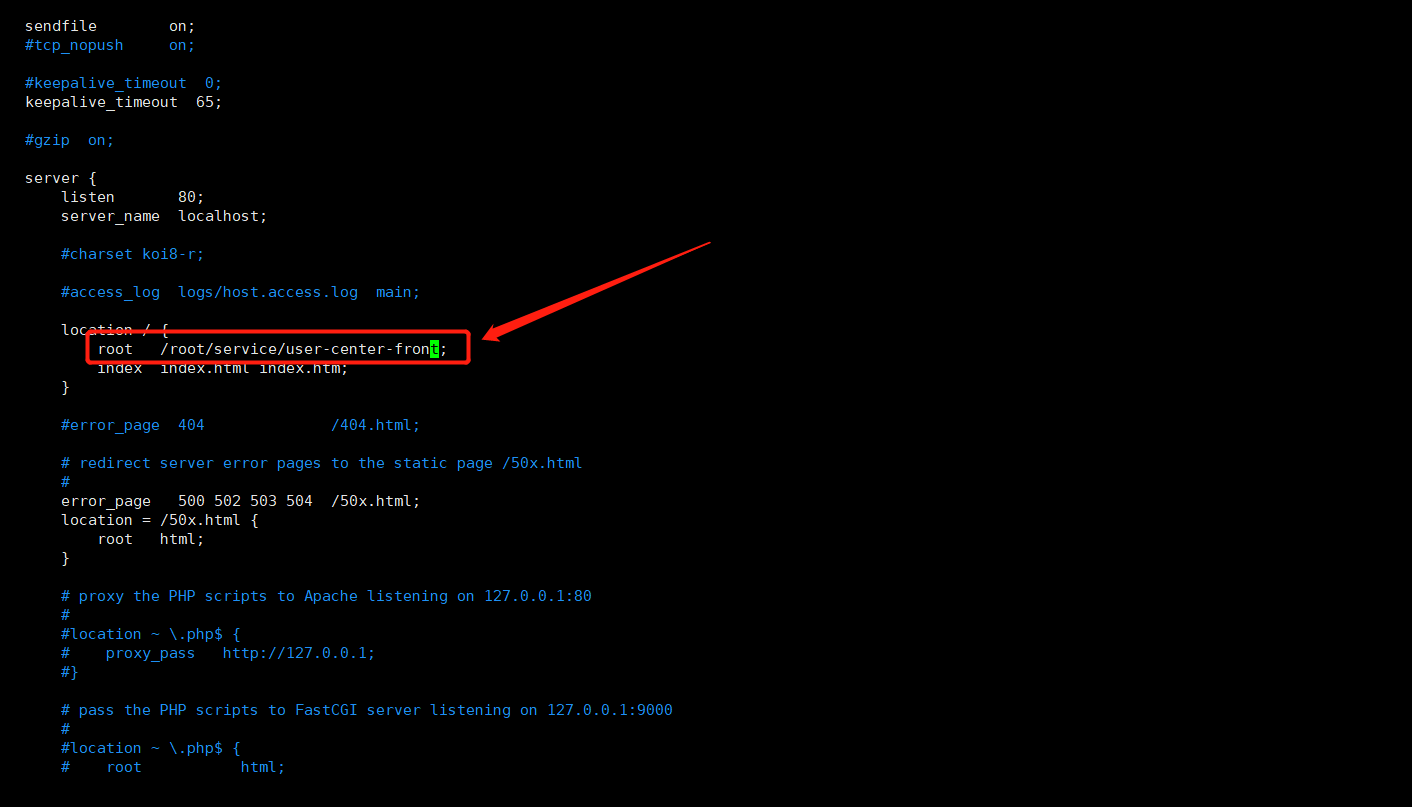 sendfile        on;
#tcp_nopush     on;
#keepalive_timeout  0;
keepalive_timeout  65;
#gzip  on;
server {
listen       80;
server_name  localhost;
#charset koi8-r;
#access_log  logs/host.access.log  main;
location / {
root   /root/service/user-center-front;
index  index.html index.htm;
}
#error_page  404              /404.html;
# redirect server error pages to the static page /50x.html
#
error_page   500 502 503 504  /50x.html;
location = /50x.html {
root   html;
}
# proxy the PHP scripts to Apache listening on 127.0.0.1:80
#
#location ~ \.php$ {
#    proxy_pass   http://127.0.0.1;
#}
# pass the PHP scripts to FastCGI server listening on 127.0.0.1:9000
#
#location ~ \.php$ {
#    root           html;